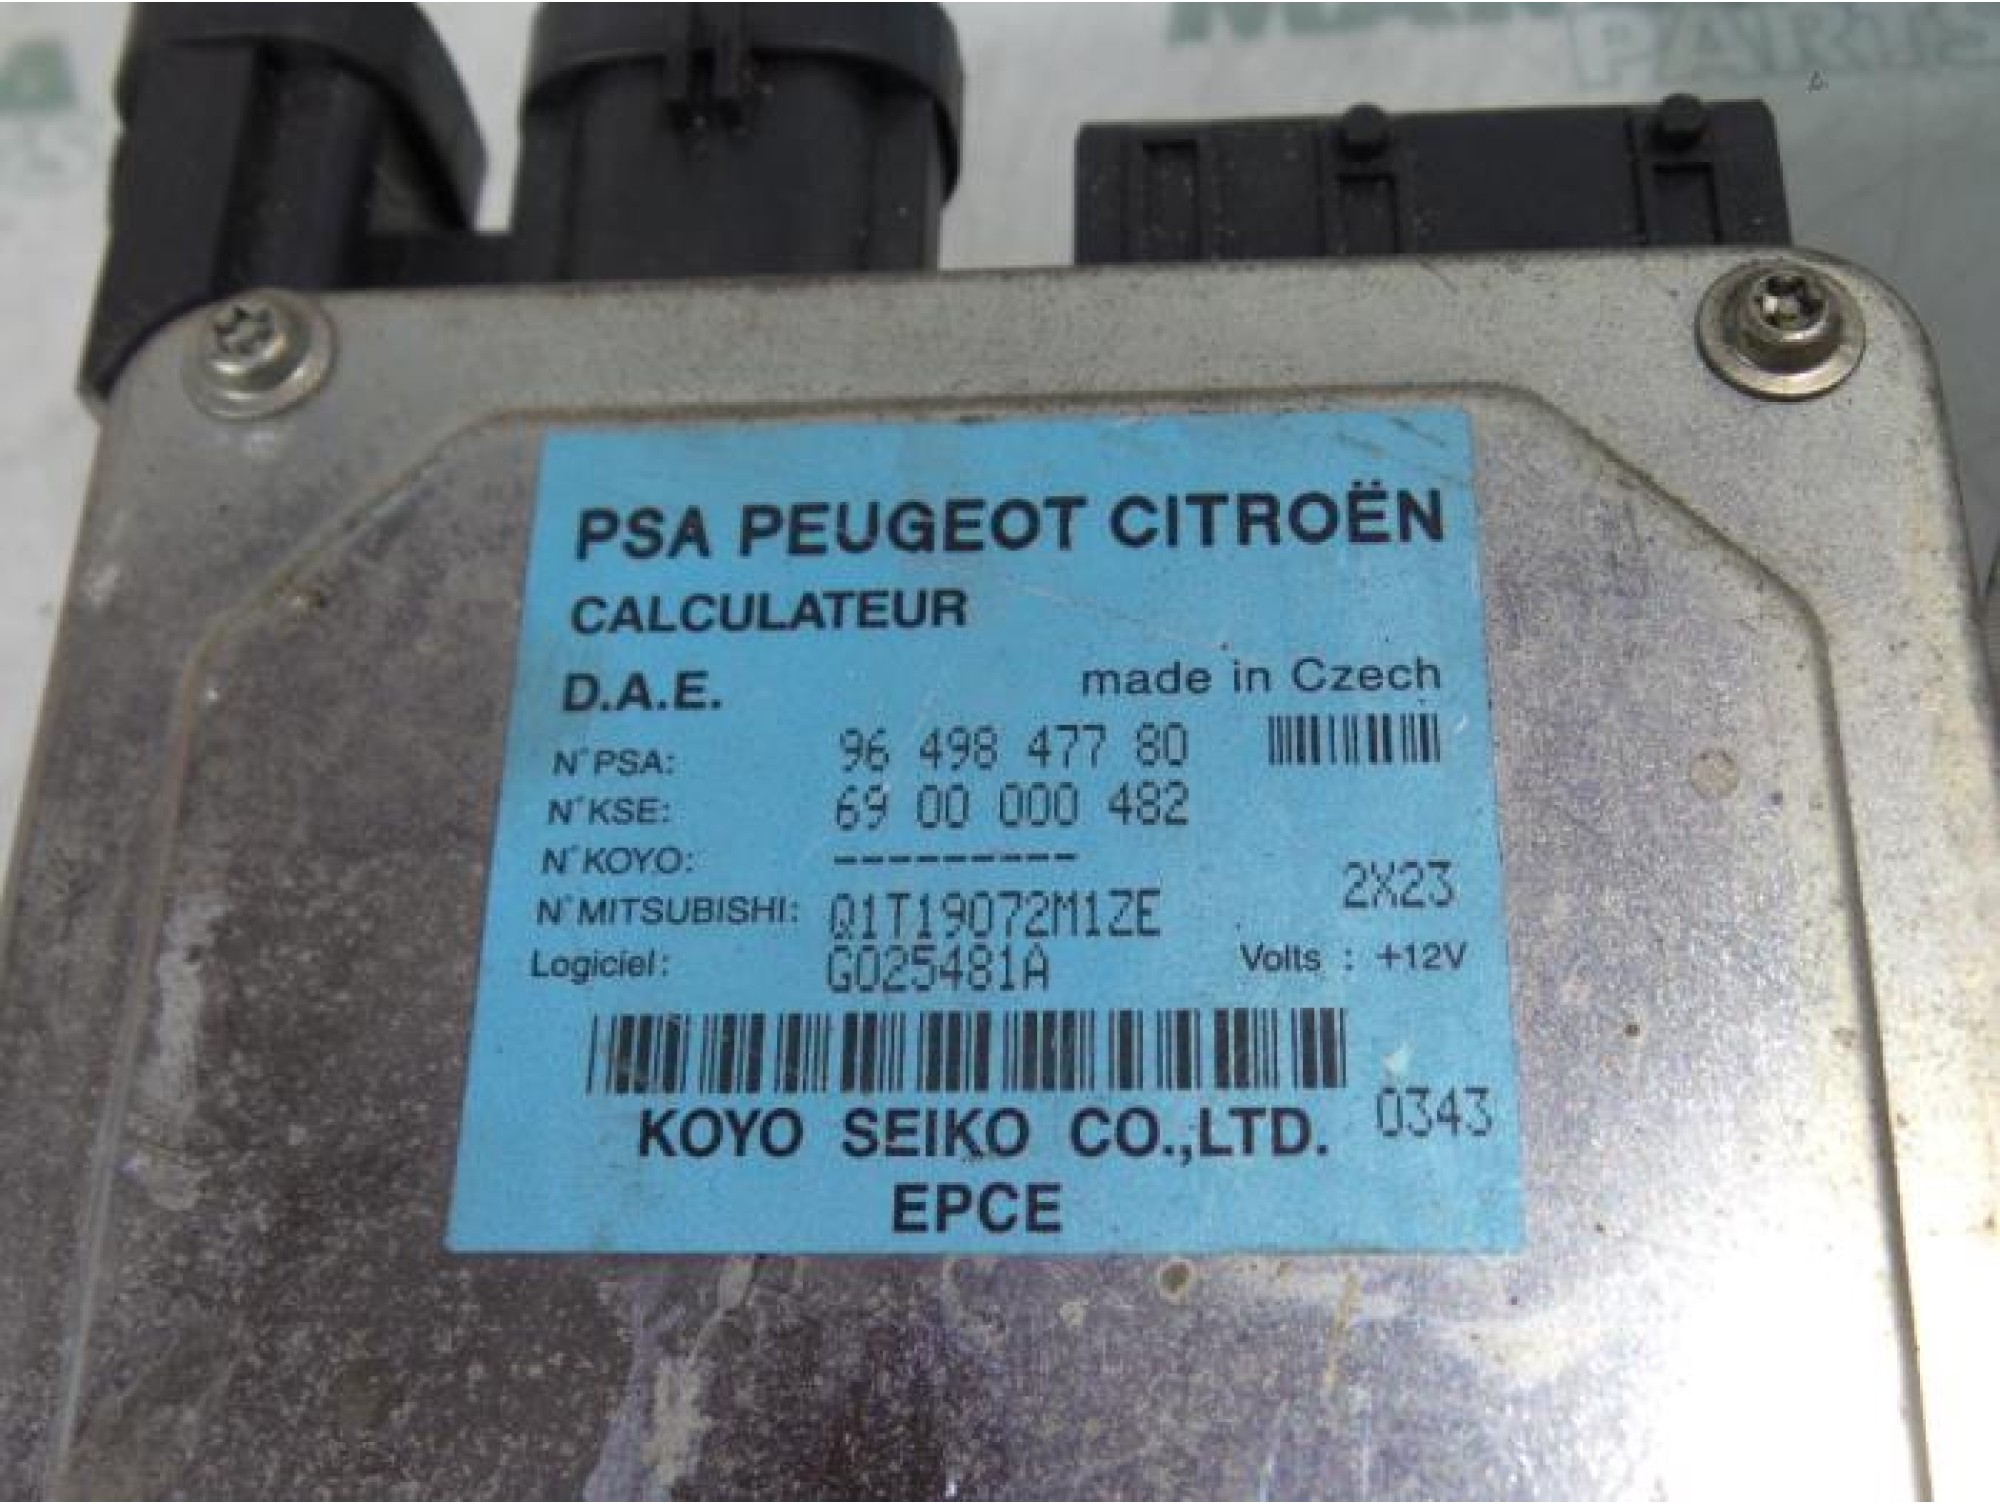 PARIS
PSA PEUGEOT CITROËN
CALCULATEUR
D.A.E. made in Czech
N°PSA: 96 498 477 80
N°KSE: 69 00 000 482
N°KOYO: ---------
N°MITSUBISHI: Q1T19072M1ZE 2X23
Logiciel: G025481A Volts : +12V
KOYO SEIKO CO.,LTD. 0343
EPCE